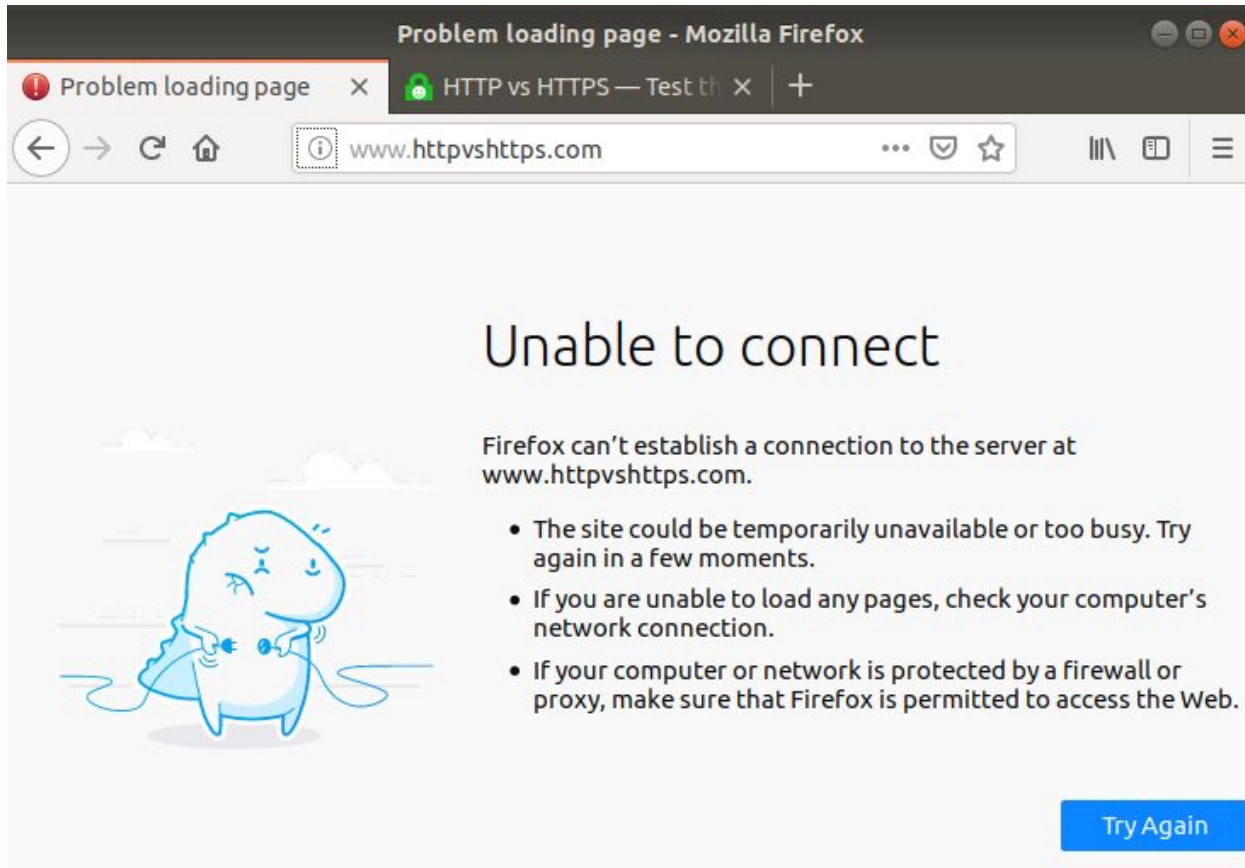 Problem loading page - Mozilla Firefox
Problem loading page
HTTP vs HTTPS — Test th
www.httpvshttps.com
Unable to connect
Firefox can’t establish a connection to the server at
www.httpvshttps.com.
• The site could be temporarily unavailable or too busy. Try
again in a few moments.
• If you are unable to load any pages, check your computer’s
network connection.
• If your computer or network is protected by a firewall or
proxy, make sure that Firefox is permitted to access the Web.
Try Again